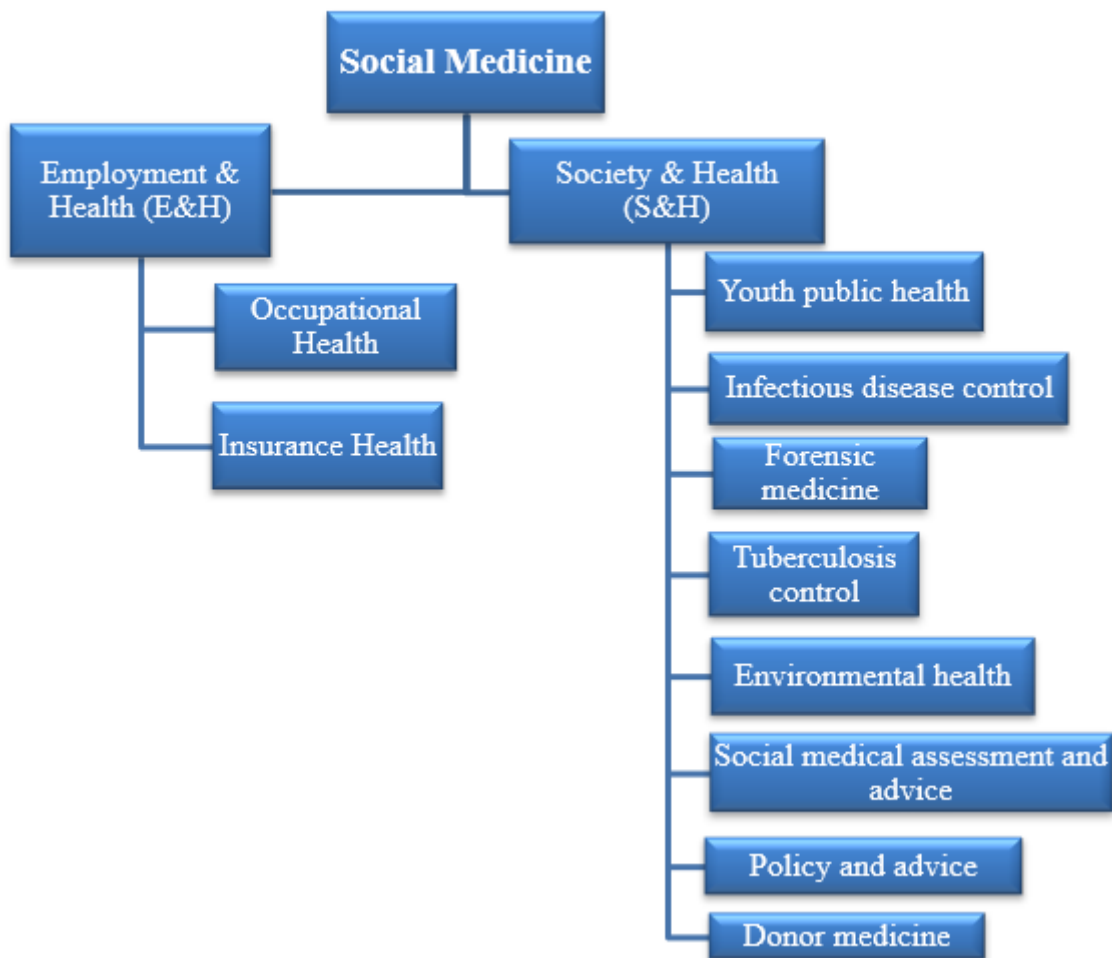 Social Medicine
Employment &
Health (E&H)
Society & Health
(S&H)
Occupational
Health
Insurance Health
Youth public health
Infectious disease control
Forensic
medicine
Tuberculosis
control
Environmental health
Social medical assessment and
advice
Policy and advice
Donor medicine